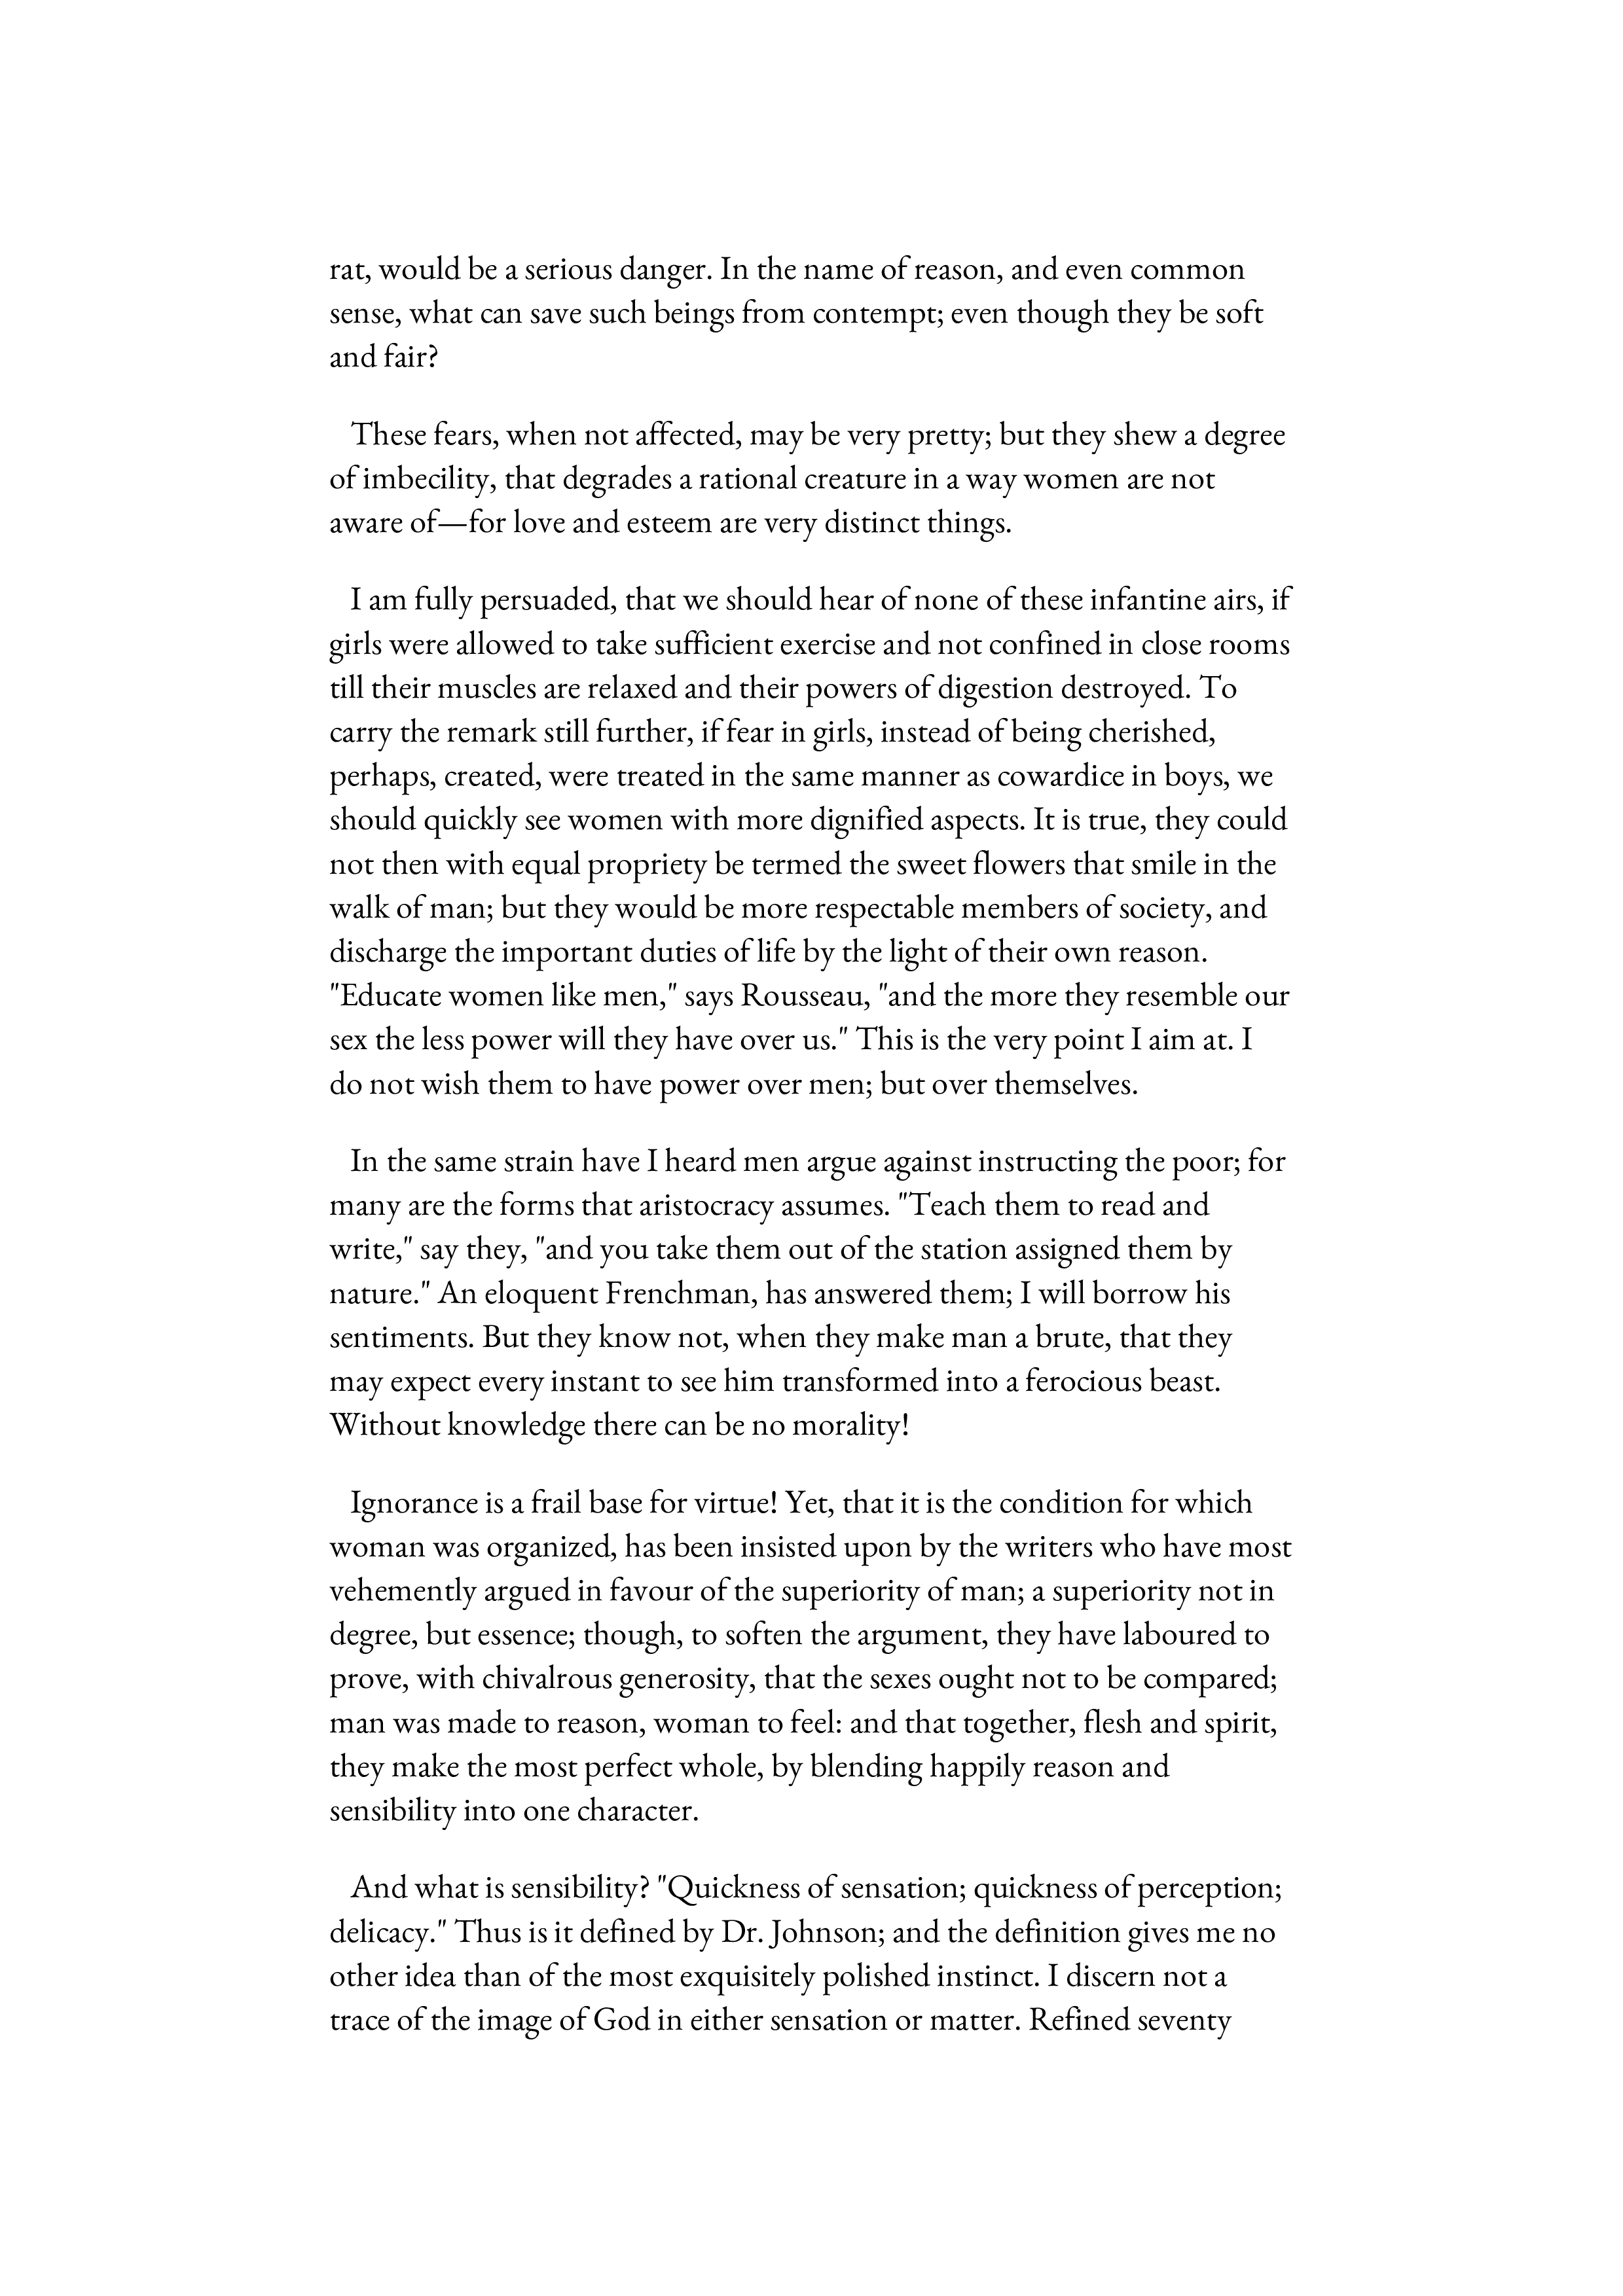 rat, would be a serious danger. In the name of reason, and even common
sense, what can save such beings from contempt; even though they be soft
and fair?
These fears, when not affected, may be very pretty; but they shew a degree
of imbecility, that degrades a rational creature in a way women are not
aware of—for love and esteem are very distinct things.
I am fully persuaded, that we should hear of none of these infantine airs, if
girls were allowed to take sufficient exercise and not confined in close rooms
till their muscles are relaxed and their powers of digestion destroyed. To
carry the remark still further, if fear in girls, instead of being cherished,
perhaps, created, were treated in the same manner as cowardice in boys, we
should quickly see women with more dignified aspects. It is true, they could
not then with equal propriety be termed the sweet flowers that smile in the
walk of man; but they would be more respectable members of society, and
discharge the important duties of life by the light of their own reason.
"Educate women like men," says Rousseau, "and the more they resemble our
sex the less power will they have over us." This is the very point I aim at. I
do not wish them to have power over men; but over themselves.
In the same strain have I heard men argue against instructing the poor; for
many are the forms that aristocracy assumes. "Teach them to read and
write," say they, "and you take them out of the station assigned them by
nature." An eloquent Frenchman, has answered them; I will borrow his
sentiments. But they know not, when they make man a brute, that they
may expect every instant to see him transformed into a ferocious beast.
Without knowledge there can be no morality!
Ignorance is a frail base for virtue! Yet, that it is the condition for which
woman was organized, has been insisted upon by the writers who have most
vehemently argued in favour of the superiority of man; a superiority not in
degree, but essence; though, to soften the argument, they have laboured to
prove, with chivalrous generosity, that the sexes ought not to be compared;
man was made to reason, woman to feel: and that together, flesh and spirit,
they make the most perfect whole, by blending happily reason and
sensibility into one character.
And what is sensibility? "Quickness of sensation; quickness of perception;
delicacy." Thus is it defined by Dr. Johnson; and the definition gives me no
other idea than of the most exquisitely polished instinct. I discern not a
trace of the image of God in either sensation or matter. Refined seventy